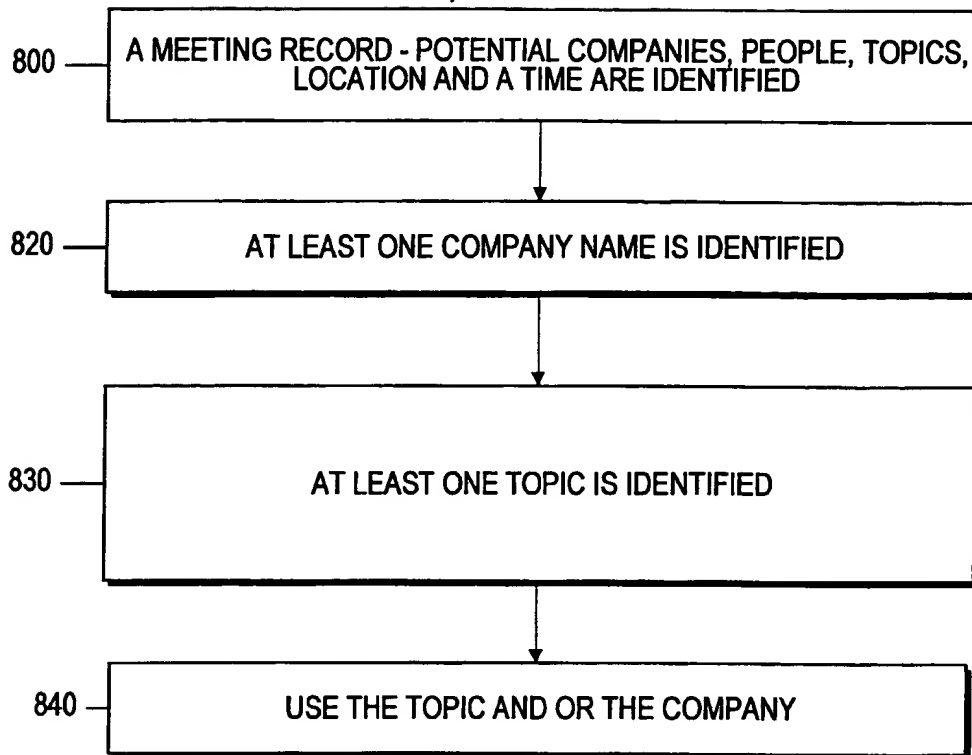 800
A MEETING RECORD - POTENTIAL COMPANIES, PEOPLE, TOPICS,
LOCATION AND A TIME ARE IDENTIFIED
820
AT LEAST ONE COMPANY NAME IS IDENTIFIED
830
AT LEAST ONE TOPIC IS IDENTIFIED
840
USE THE TOPIC AND OR THE COMPANY